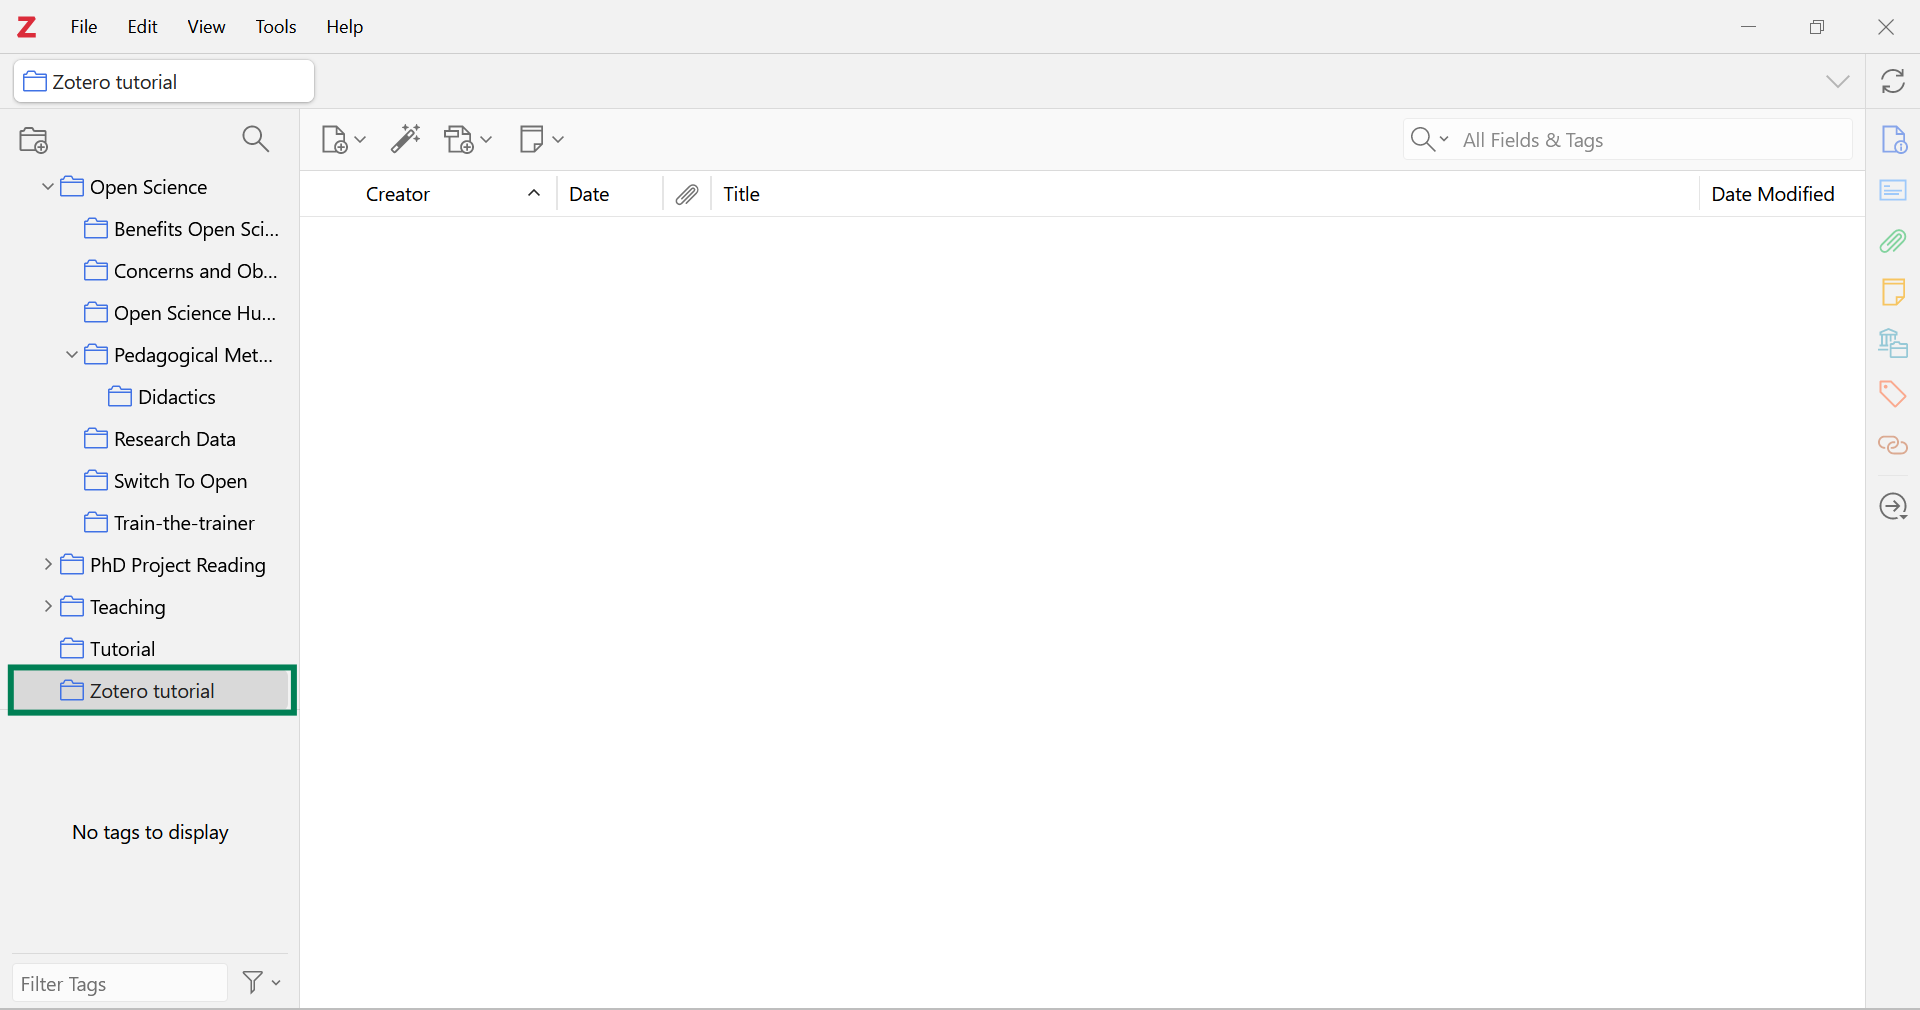 Z File Edit View Tools Help
Zotero tutorial
All Fields & Tags
Creator Date Title Date Modified
Open Science
Benefits Open Sci...
Concerns and Ob...
Open Science Hu...
Pedagogical Met...
Didactics
Research Data
Switch To Open
Train-the-trainer
PhD Project Reading
Teaching
Tutorial
Zotero tutorial
No tags to display
Filter Tags